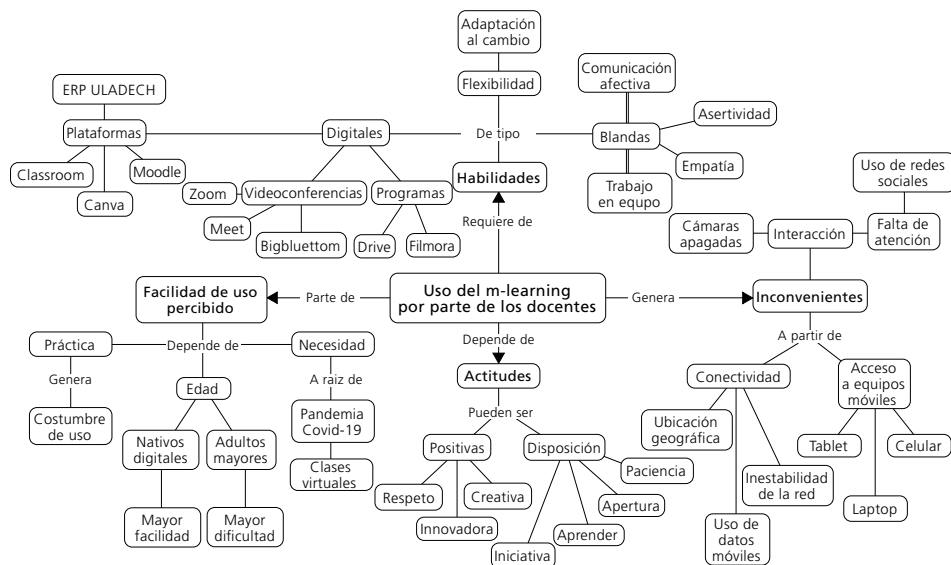 Adaptación
al cambio
Flexibilidad
De tipo
Habilidades
Requiere de
ERP ULADECH
Plataformas
Classroom
Canva
Moodle
Digitales
Zoom
Videoconferencias
Meet
Bigbluettom
Programas
Drive
Filmora
Comunicación
afectiva
Blandas
Asertividad
Empatía
Trabajo
en equpo
Uso de redes
sociales
Cámaras
apagadas
Interacción
Falta de
atención
Facilidad de uso
percibido
Parte de
Uso del m-learning
por parte de los docentes
Genera
Inconvenientes
Práctica
Depende de
Necesidad
Genera
Costumbre
de uso
Edad
Nativos
digitales
Adultos
mayores
Mayor
facilidad
Mayor
dificultad
A raiz de
Pandemia
Covid-19
Clases
virtuales
Depende de
Actitudes
Pueden ser
Positivas
Respeto
Innovadora
Creativa
Disposición
Paciencia
Apertura
Aprender
Iniciativa
A partir de
Conectividad
Ubicación
geográfica
Uso de
datos
móviles
Inestabilidad
de la red
Acceso
a equipos
móviles
Tablet
Laptop
Celular